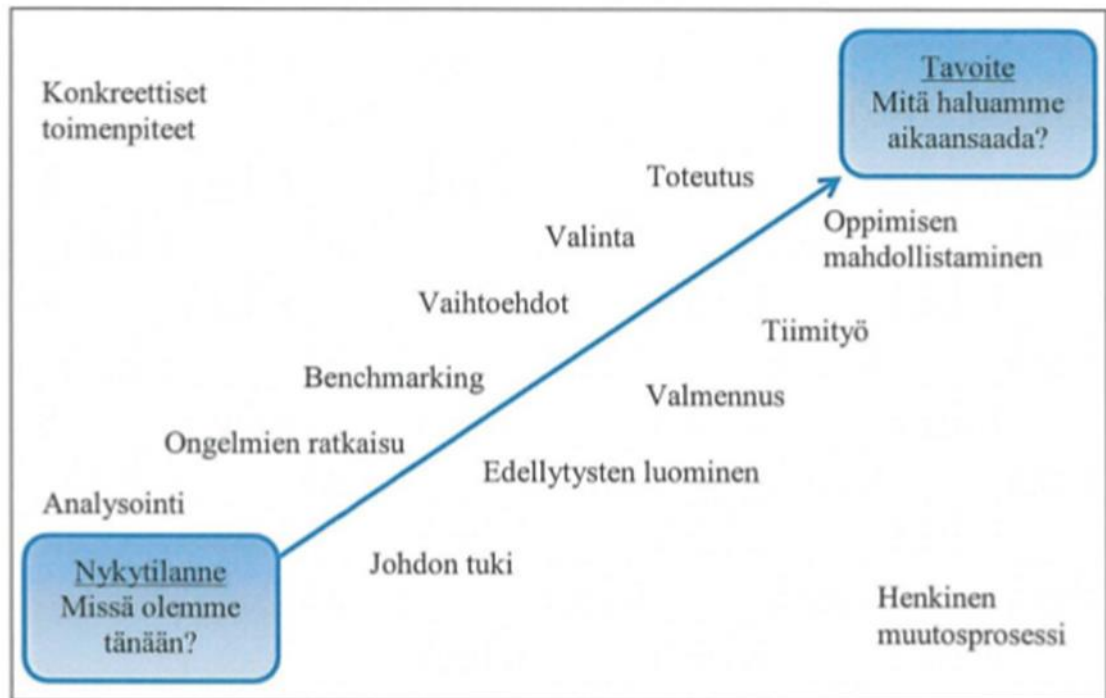 Konkreettiset
toimenpiteet
Tavoite
Mitä haluamme
aikaansaada?
Toteutus
Valinta
Oppimisen
mahdollistaminen
Vaihtoehdot
Tiimityö
Benchmarking
Valmennus
Ongelmien ratkaisu
Edellytysten luominen
Analysointi
Johdon tuki
Nykytilanne
Missä olemme
tänään?
Henkinen
muutosprosessi